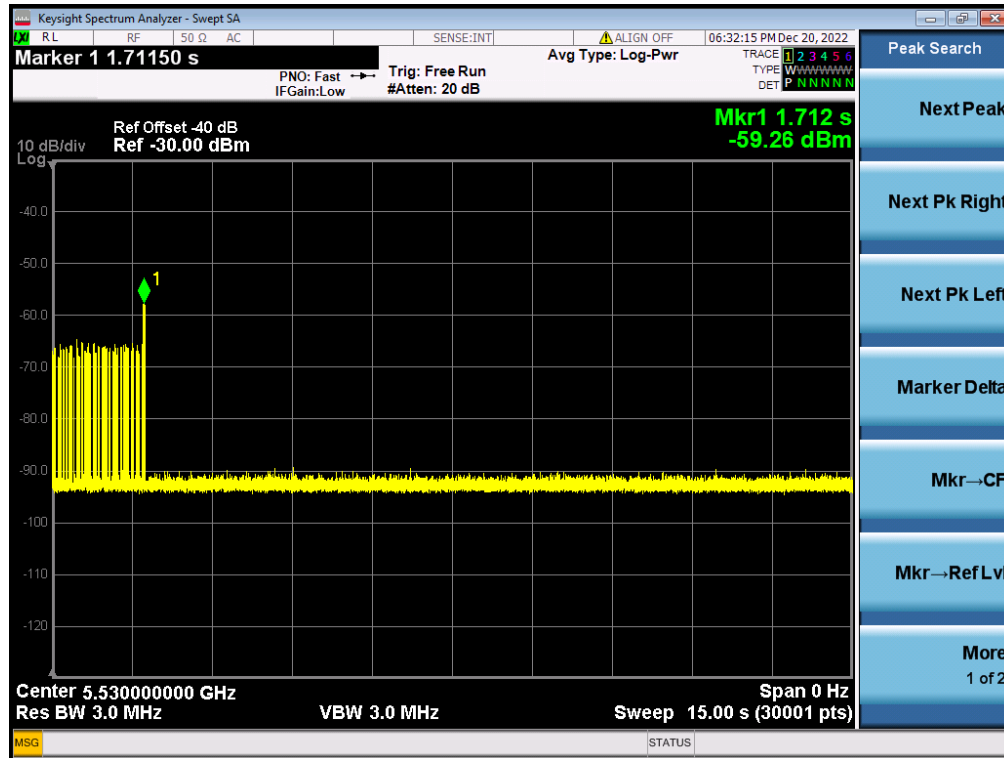 Keysight Spectrum Analyzer - Swept SA
LXI RL RF 50 Ω AC SENSE:INT ALIGN OFF 06:32:15 PM Dec 20, 2022
Marker 1 1.71150 s
PNO: Fast
IFGain:Low
Trig: Free Run
#Atten: 20 dB
Avg Type: Log-Pwr
TRACE 1 2 3 4 5 6
TYPE WWWWWW
DET P N N N N N
Ref Offset -40 dB
10 dB/div Ref -30.00 dBm
Log
Mkr1 1.712 s
-59.26 dBm
1
-40.0
-50.0
-60.0
-70.0
-80.0
-90.0
-100
-110
-120
Center 5.530000000 GHz Span 0 Hz
Res BW 3.0 MHz VBW 3.0 MHz Sweep 15.00 s (30001 pts)
MSG STATUS
Peak Search
Next Peak
Next Pk Right
Next Pk Left
Marker Delta
Mkr→CF
Mkr→Ref Lvl
More
1 of 2